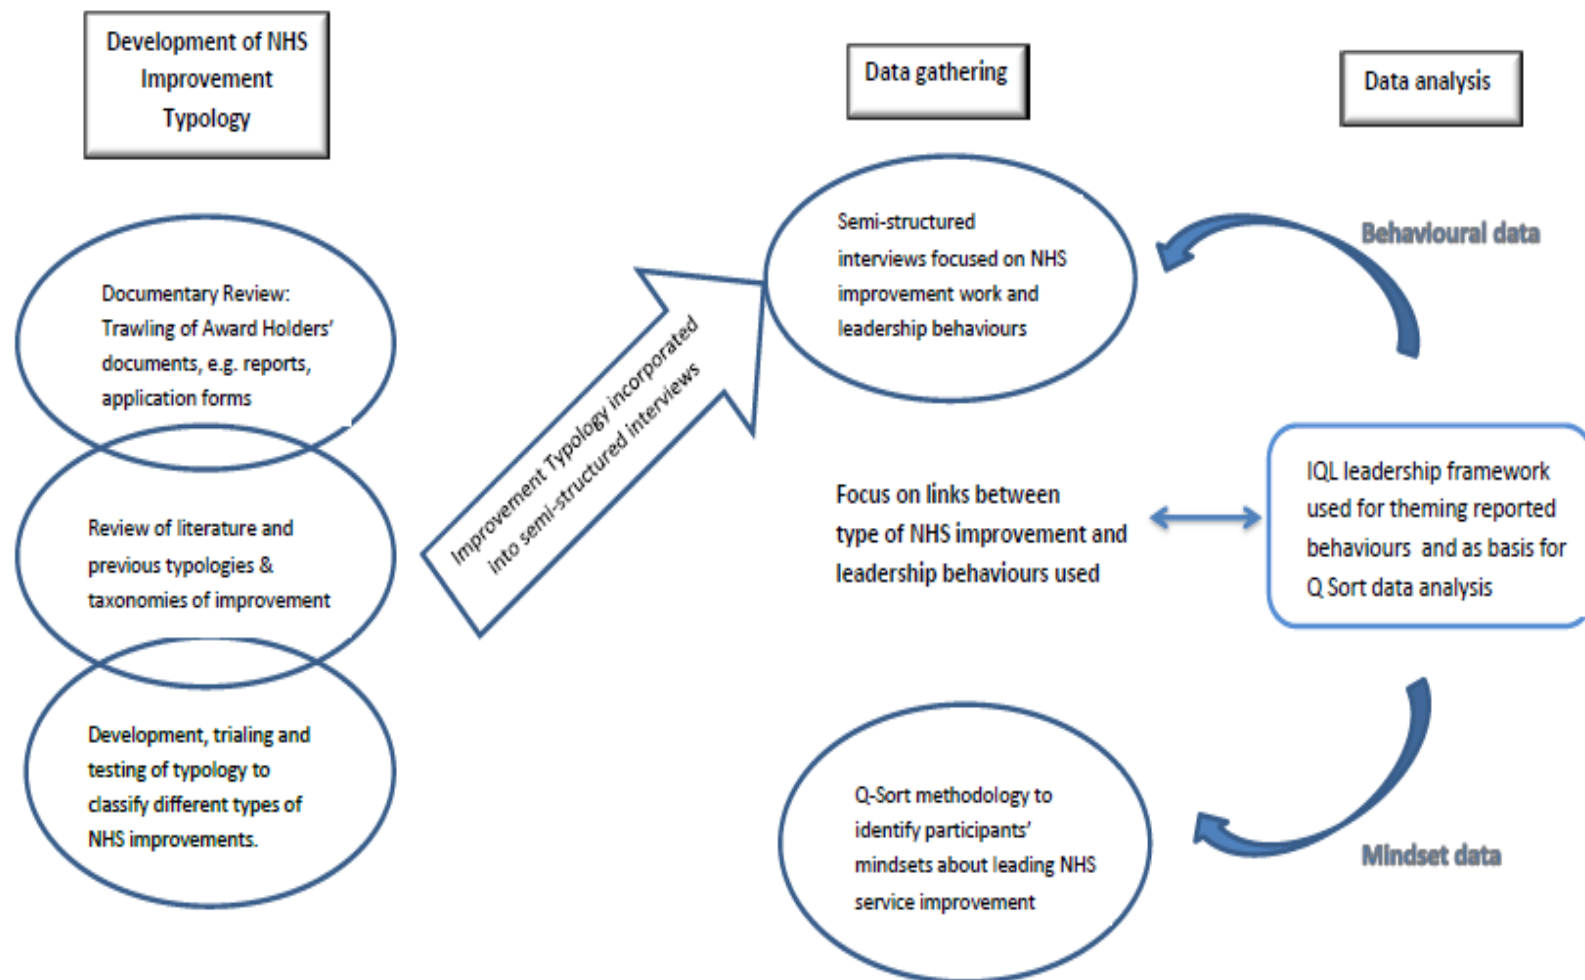 Development of NHS
Improvement
Typology
Data gathering
Data analysis
Documentary Review:
Trawling of Award Holders'
documents, e.g. reports,
application forms
Review of literature and
previous typologies &
taxonomies of improvement
Development, trialing and
testing of typology to
classify different types of
NHS improvements.
Improvement Typology incorporated
into semi-structured interviews
Semi-structured
interviews focused on NHS
improvement work and
leadership behaviours
Focus on links between
type of NHS improvement and
leadership behaviours used
Q-Sort methodology to
identify participants'
mindsets about leading NHS
service improvement
Behavioural data
IQL leadership framework
used for theming reported
behaviours and as basis for
Q Sort data analysis
Mindset data